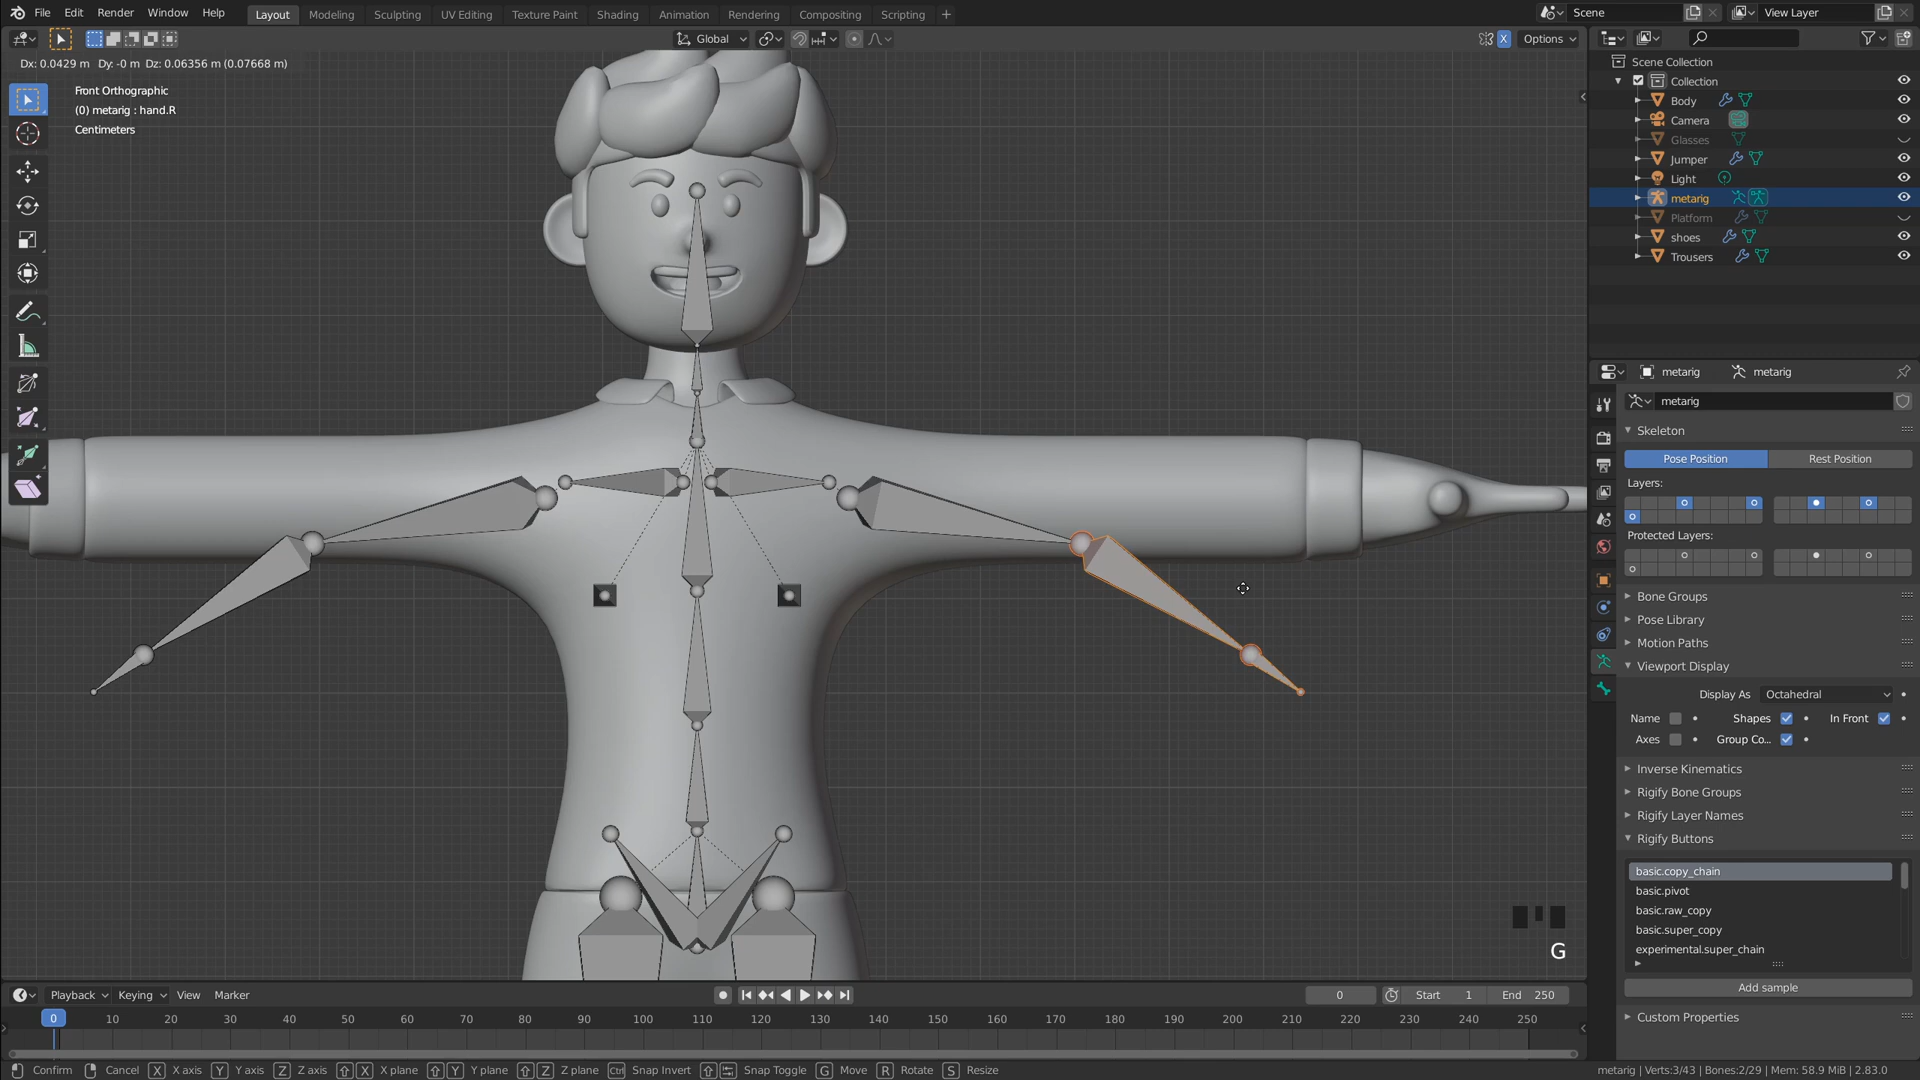 File Edit Render Window Help Layout Modeling Sculpting UV Editing Texture Paint Shading Animation Rendering Compositing Scripting + Scene View Layer
Global Options
Dx: 0.0429 m Dy: -0 m Dz: 0.06356 m (0.07668 m)
Front Orthographic
(0) metarig : hand.R
Centimeters
X
Scene Collection
Collection
Body
Camera
Glasses
Jumper
Light
metarig
Platform
shoes
Trousers
metarig metarig
metarig
Skeleton
Pose Position Rest Position
Layers:
Protected Layers:
Bone Groups
Pose Library
Motion Paths
Viewport Display
Display As Octahedral
Name Shapes In Front
Axes Group Co...
Inverse Kinematics
Rigify Bone Groups
Rigify Layer Names
Rigify Buttons
basic.copy_chain
basic.pivot
basic.raw_copy
basic.super_copy
experimental.super_chain
Add sample
Custom Properties
G
Playback Keying View Marker 0 Start 1 End 250
0 10 20 30 40 50 60 70 80 90 100 110 120 130 140 150 160 170 180 190 200 210 220 230 240 250
Confirm Cancel X X axis Y Y axis Z Z axis X X plane Y Y plane Z Z plane Ctrl Snap Invert Snap Toggle G Move R Rotate S Resize metarig | Verts:3/43 | Bones:2/29 | Mem: 58.9 MiB | 2.83.0